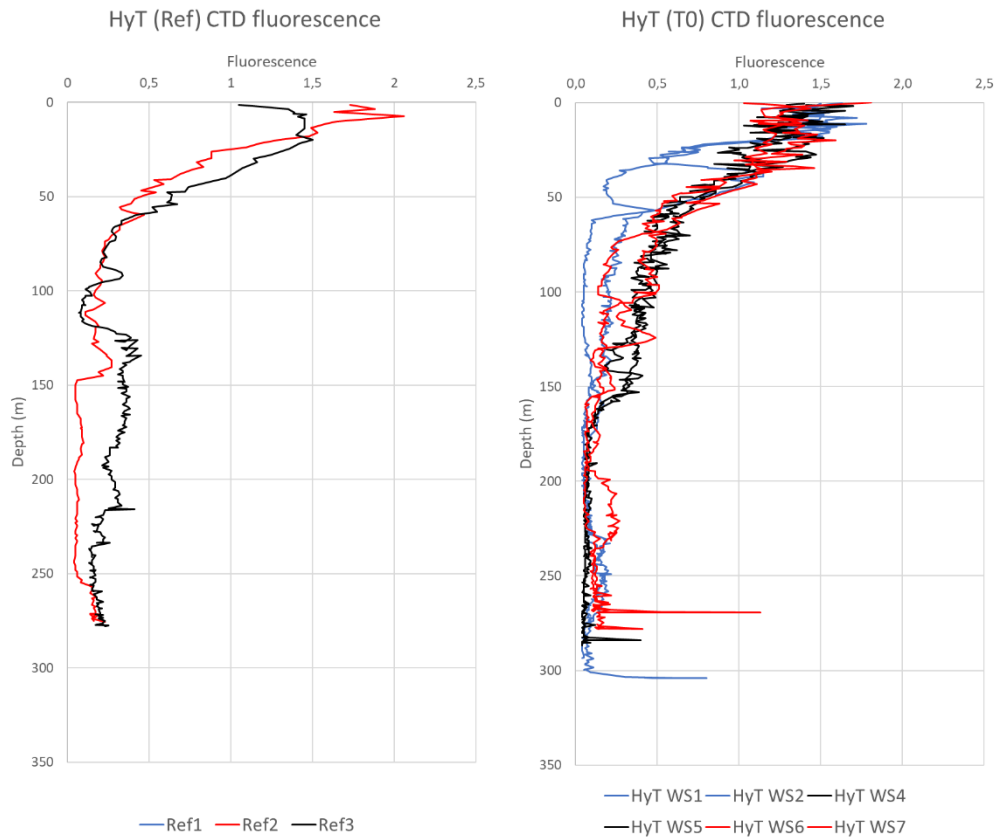 HyT (Ref) CTD fluorescence
Fluorescence
0 0,5 1 1,5 2 2,5
0
50
100
150
200
250
300
350
Depth (m)
Ref1 Ref2 Ref3
HyT (T0) CTD fluorescence
Fluorescence
0,0 0,5 1,0 1,5 2,0 2,5
0
50
100
150
200
250
300
350
Depth (m)
HyT WS1 HyT WS2 HyT WS4
HyT WS5 HyT WS6 HyT WS7